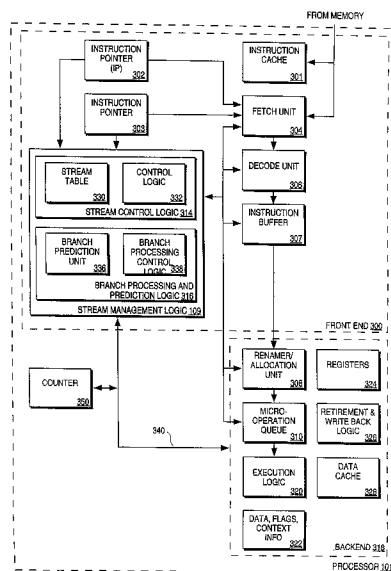 FROM MEMORY
INSTRUCTION
POINTER
(IP)
302
INSTRUCTION
CACHE
301
INSTRUCTION
POINTER
303
FETCH UNIT
304
STREAM
TABLE
330
CONTROL
LOGIC
332
STREAM CONTROL LOGIC 314
DECODE UNIT
306
INSTRUCTION
BUFFER
307
BRANCH
PREDICTION
UNIT
336
BRANCH
PROCESSING
CONTROL
LOGIC
338
BRANCH PROCESSING AND
PREDICTION LOGIC 316
STREAM MANAGEMENT LOGIC 109
FRONT END 300
COUNTER
350
340
RENAMER/
ALLOCATION
UNIT
308
REGISTERS
324
MICRO-
OPERATION
QUEUE
310
RETIREMENT &
WRITE BACK
LOGIC
326
EXECUTION
LOGIC
320
DATA
CACHE
328
DATA, FLAGS,
CONTEXT
INFO
322
BACKEND 318
PROCESSOR 101